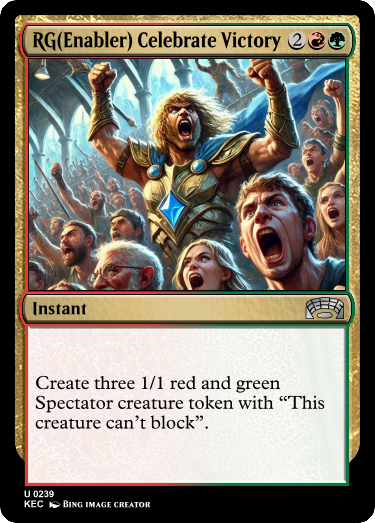 RG(Enabler) Celebrate Victory 2
Instant
Create three 1/1 red and green
Spectator creature token with “This
creature can’t block”.
U 0239
KEC Bing image creator